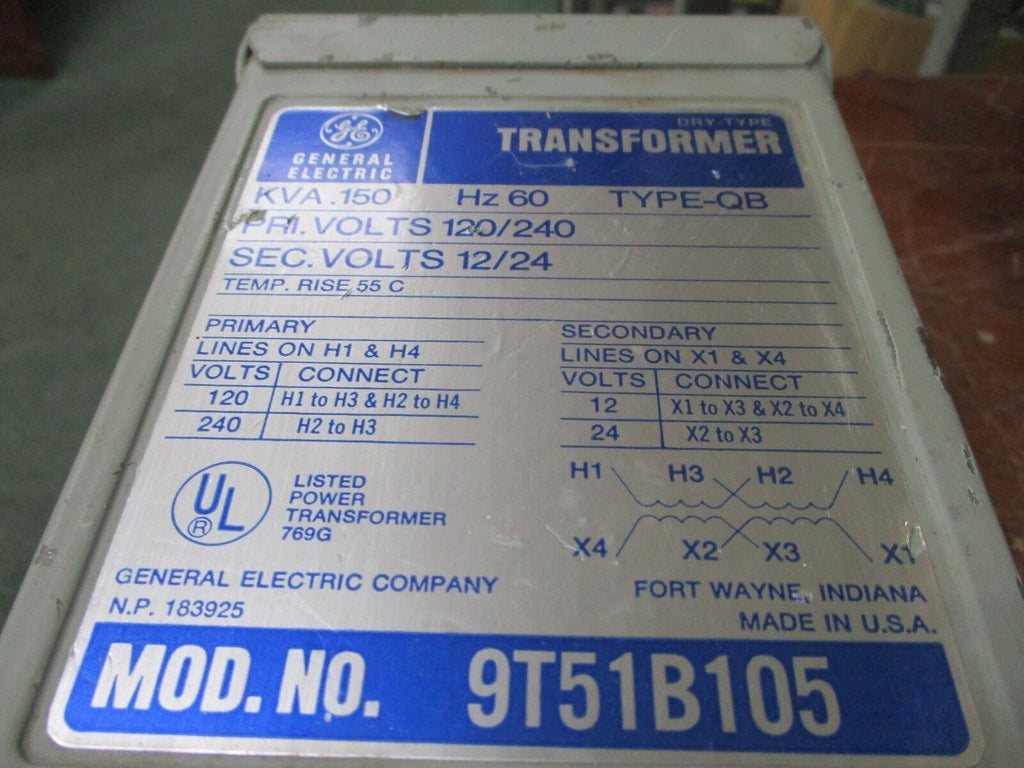 GE
GENERAL
ELECTRIC
DRY-TYPE
TRANSFORMER
KVA .150 Hz 60 TYPE-QB
PRI. VOLTS 120/240
SEC. VOLTS 12/24
TEMP. RISE 55 C
PRIMARY
LINES ON H1 & H4
VOLTS CONNECT
120 H1 to H3 & H2 to H4
240 H2 to H3
SECONDARY
LINES ON X1 & X4
VOLTS CONNECT
12 X1 to X3 & X2 to X4
24 X2 to X3
H1 H3 H2 H4
X4 X2 X3 X1
UL ®
LISTED
POWER
TRANSFORMER
769G
GENERAL ELECTRIC COMPANY
N.P. 183925
FORT WAYNE, INDIANA
MADE IN U.S.A.
MOD. NO. 9T51B105